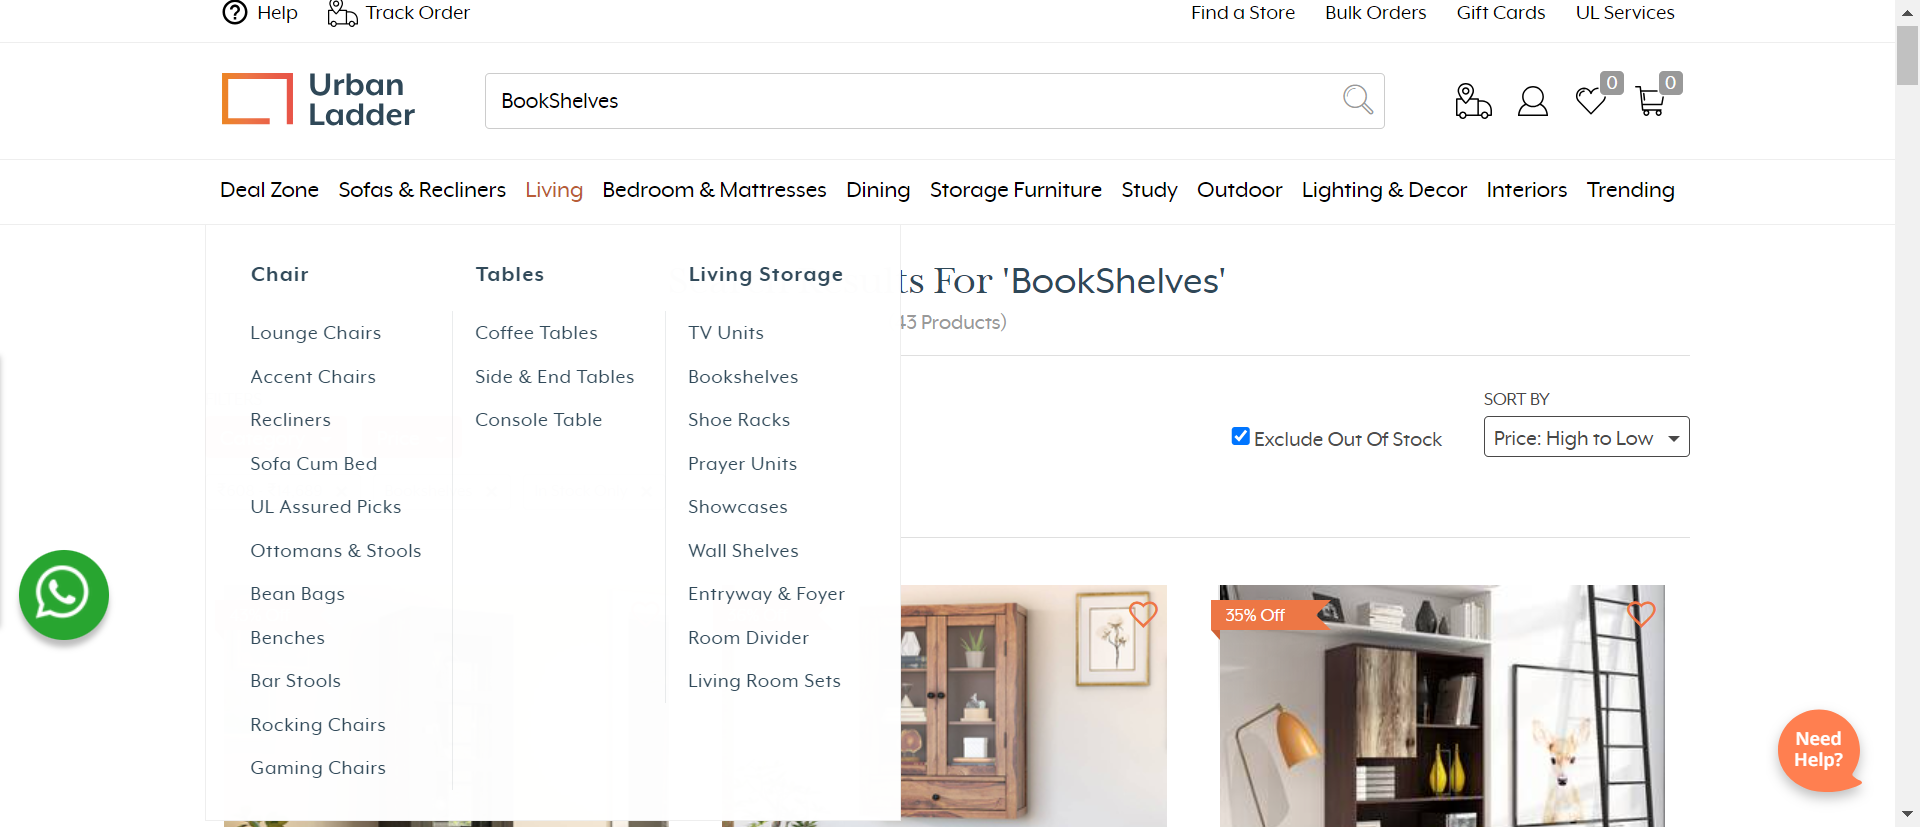 Help
Track Order
Find a Store
Bulk Orders
Gift Cards
UL Services
Urban
Ladder
BookShelves
0
0
Deal Zone
Sofas & Recliners
Living
Bedroom & Mattresses
Dining
Storage Furniture
Study
Outdoor
Lighting & Decor
Interiors
Trending
Chair
Lounge Chairs
Accent Chairs
Recliners
Sofa Cum Bed
UL Assured Picks
Ottomans & Stools
Bean Bags
Benches
Bar Stools
Rocking Chairs
Gaming Chairs
Tables
Coffee Tables
Side & End Tables
Console Table
Living Storage
TV Units
Bookshelves
Shoe Racks
Prayer Units
Showcases
Wall Shelves
Entryway & Foyer
Room Divider
Living Room Sets
ts For 'BookShelves'
43 Products)
Exclude Out Of Stock
SORT BY
Price: High to Low
35% Off
Need
Help?